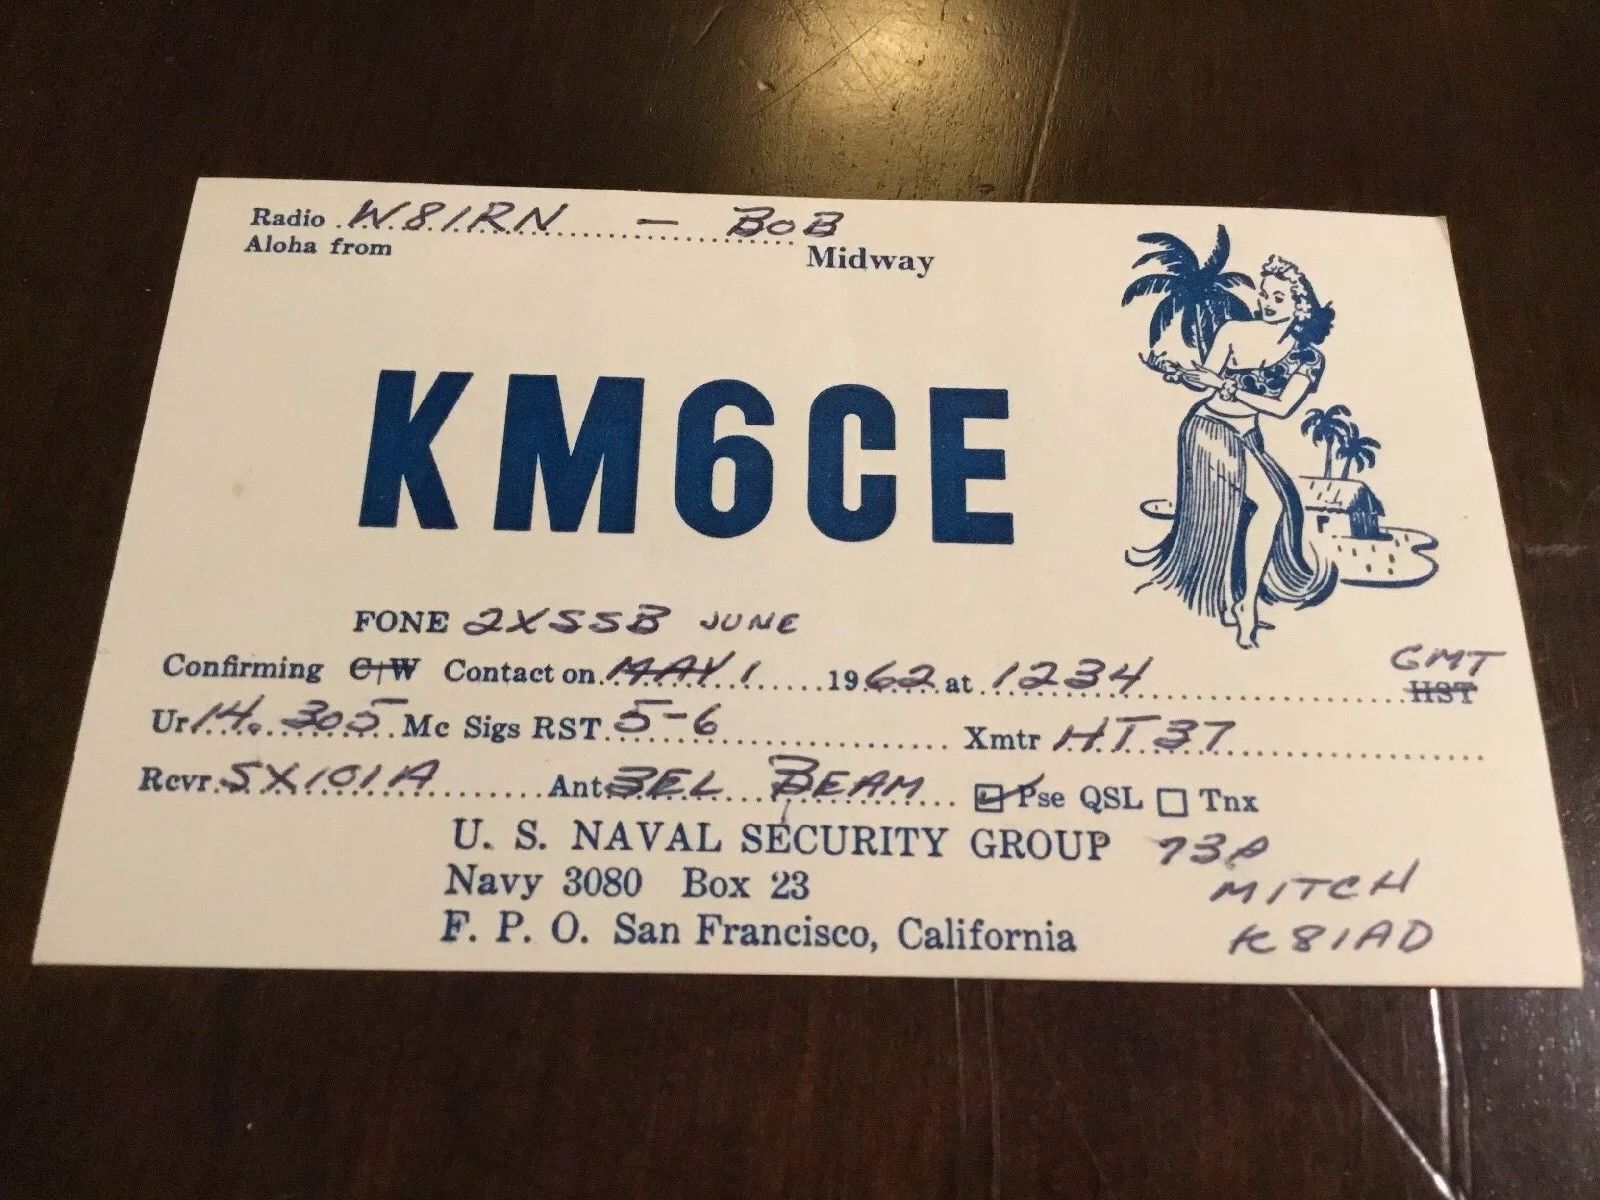 Radio W8IRN — BOB
Aloha from Midway
KM6CE
FONE 2XSSB JUNE
Confirming C/W Contact on MAY 1 1962 at 1234 GMT HST
Ur 14.305 Mc Sigs RST 5-6 Xmtr HT37
Rcvr SX101A Ant 3EL BEAM ☑ Pse QSL ☐ Tnx
U. S. NAVAL SECURITY GROUP 73s
Navy 3080 Box 23 MITCH
F. P. O. San Francisco, California K8IAD